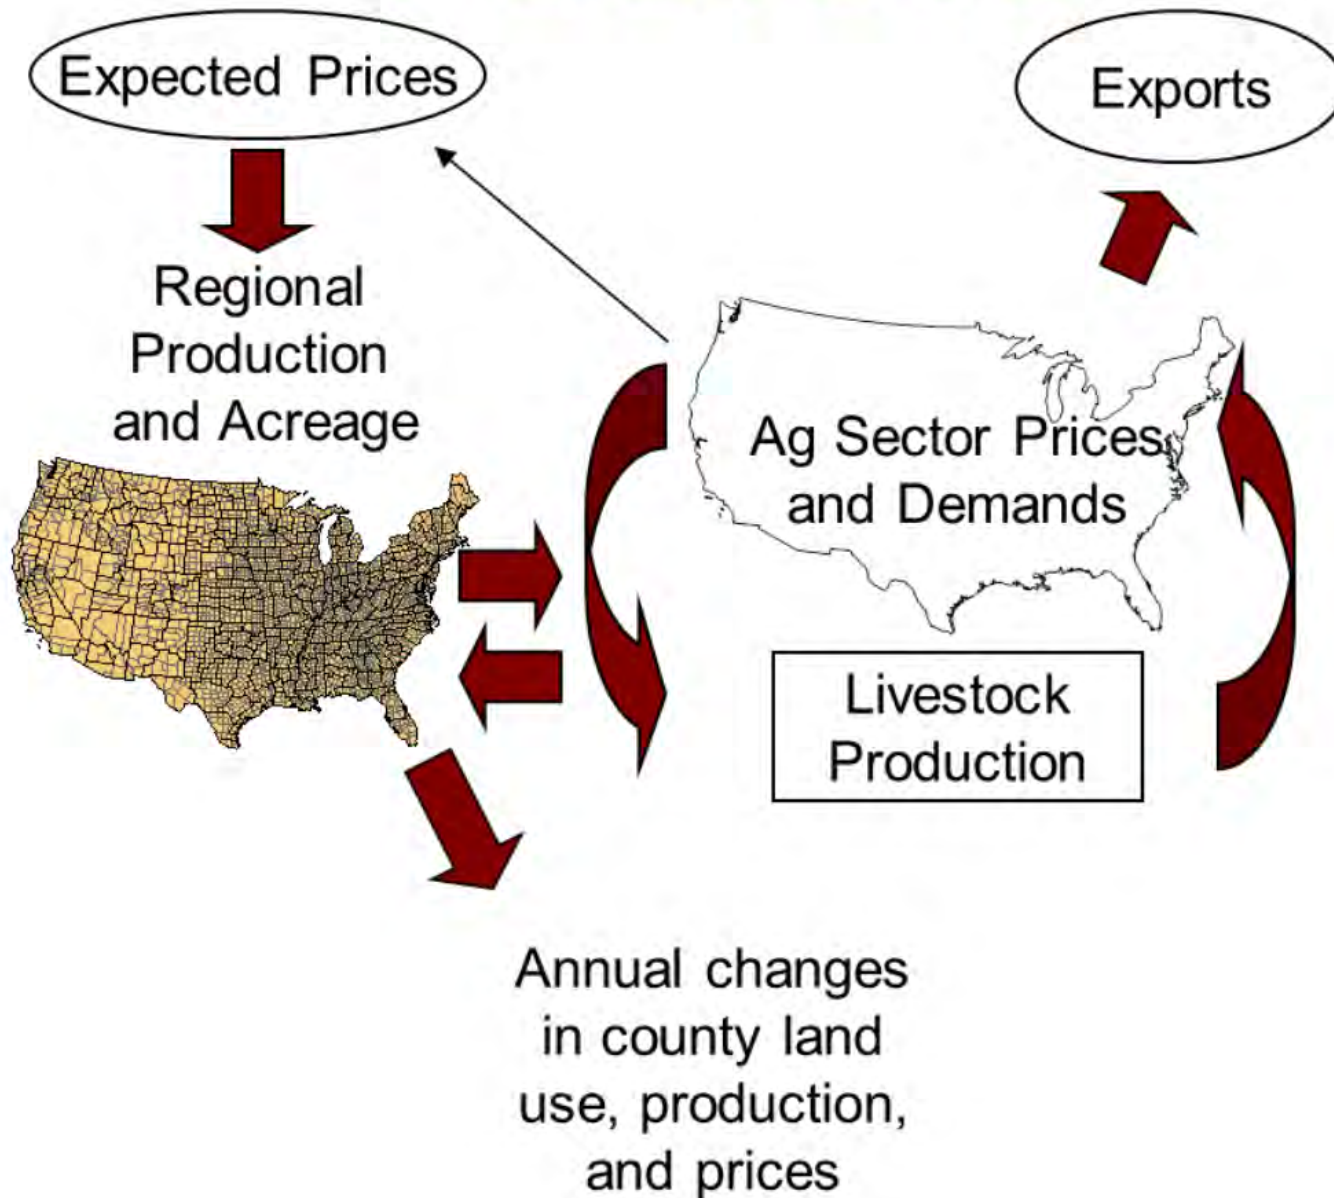 Expected Prices
Exports
Regional
Production
and Acreage
Ag Sector Prices
and Demands
Livestock
Production
Annual changes
in county land
use, production,
and prices